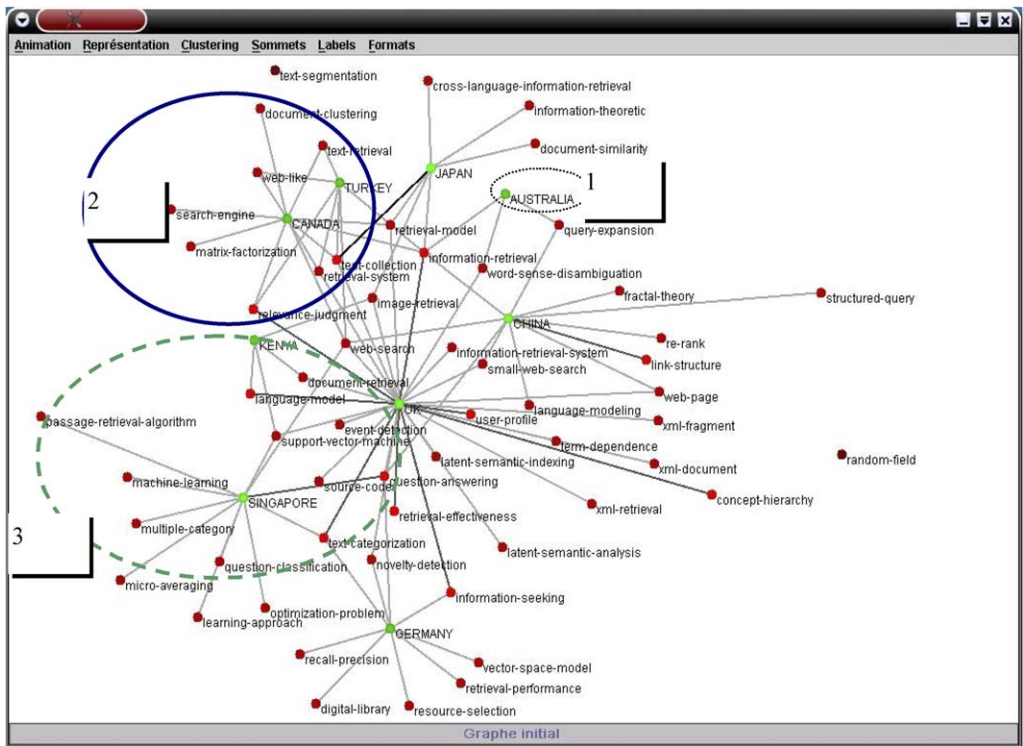 Animation Représentation Clustering Sommets Labels Formats
text-segmentation
cross-language-information-retrieval
information-theoretic
document-clustering
document-similarity
text-retrieval
JAPAN
web-like
TURKEY
1
AUSTRALIA
2
search-engine
CANADA
retrieval-model
query-expansion
matrix-factorization
information-retrieval
test-collection
word-sense-disambiguation
retrieval-system
fractal-theory
structured-query
image-retrieval
relevance-judgment
CHINA
KENYA
web-search
re-rank
information-retrieval-system
link-structure
small-web-search
document-retrieval
language-model
web-page
UK
language-modeling
passage-retrieval-algorithm
user-profile
xml-fragment
event-detection
support-vector-machine
term-dependence
random-field
latent-semantic-indexing
xml-document
machine-learning
source-code
question-answering
concept-hierarchy
SINGAPORE
xml-retrieval
retrieval-effectiveness
multiple-category
3
text-categorization
latent-semantic-analysis
question-classification
novelty-detection
micro-averaging
information-seeking
optimization-problem
learning-approach
GERMANY
recall-precision
vector-space-model
retrieval-performance
digital-library
resource-selection
Graphe initial